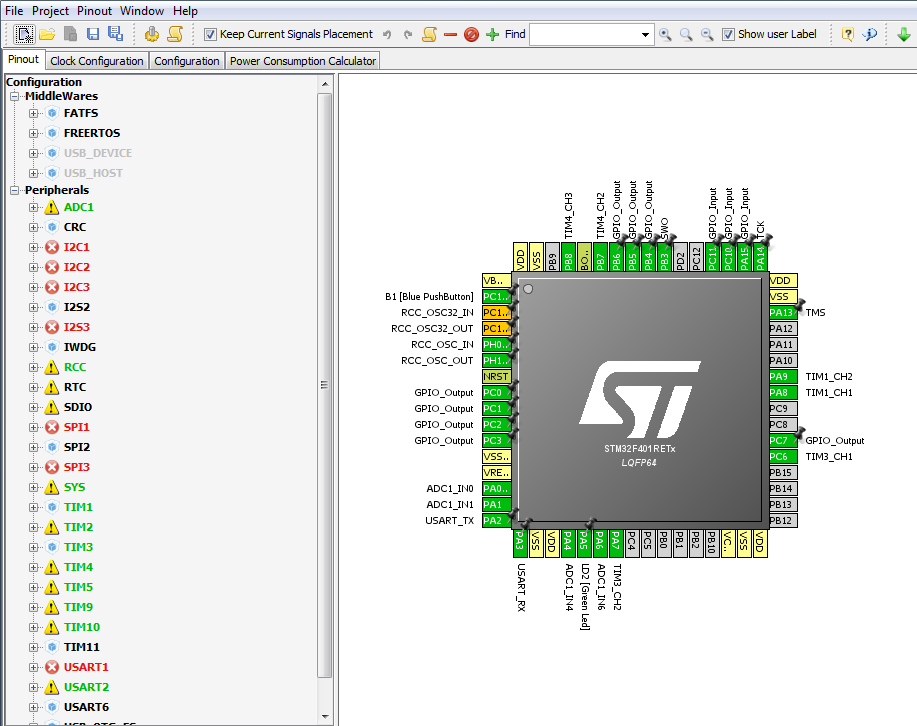 File Project Pinout Window Help
Keep Current Signals Placement Find Show user Label
Pinout Clock Configuration Configuration Power Consumption Calculator
Configuration
MiddleWares
FATFS
FREERTOS
USB_DEVICE
USB_HOST
Peripherals
ADC1
CRC
I2C1
I2C2
I2C3
I2S2
I2S3
IWDG
RCC
RTC
SDIO
SPI1
SPI2
SPI3
SYS
TIM1
TIM2
TIM3
TIM4
TIM5
TIM9
TIM10
TIM11
USART1
USART2
USART6
TIM4_CH3
TIM4_CH2
GPIO_Output
GPIO_Output
GPIO_Output
SWO
GPIO_Input
GPIO_Input
GPIO_Input
TCK
VDD
VSS
PB9
PB8
BO..
PB7
PB6
PB5
PB4
PB3
PD2
PC12
PC11
PC10
PA15
PA14
VB..
B1 [Blue PushButton] PC1..
RCC_OSC32_IN PC1..
RCC_OSC32_OUT PC1..
RCC_OSC_IN PH0..
RCC_OSC_OUT PH1..
NRST
GPIO_Output PC0
GPIO_Output PC1
GPIO_Output PC2
GPIO_Output PC3
VSS..
VRE..
ADC1_IN0 PA0..
ADC1_IN1 PA1
USART_TX PA2
STM32F401RETx
LQFP64
VDD
VSS
PA13 TMS
PA12
PA11
PA10
PA9 TIM1_CH2
PA8 TIM1_CH1
PC9
PC8
PC7 GPIO_Output
PC6 TIM3_CH1
PB15
PB14
PB13
PB12
PA3
VSS
VDD
PA4
PA5
PA6
PA7
PC4
PC5
PB0
PB1
PB2
PB10
VC..
VSS
VDD
USART_RX
ADC1_IN4
LD2 [Green Led]
ADC1_IN6
TIM3_CH2